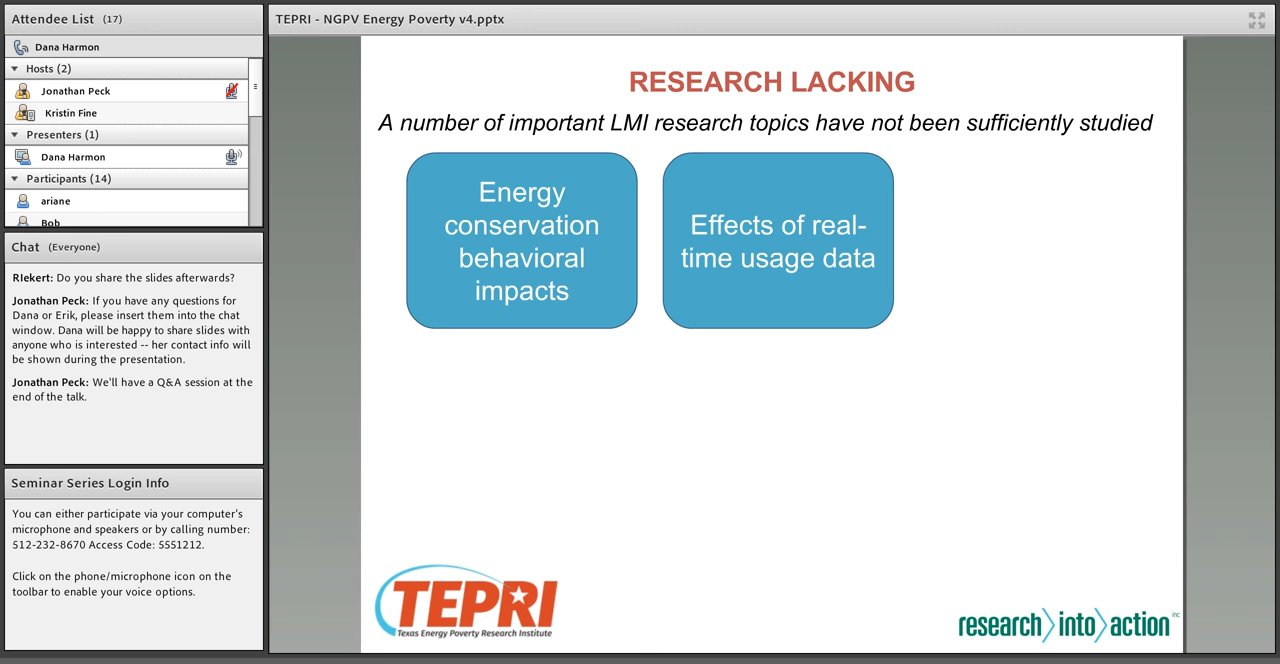 Attendee List (17)
Dana Harmon
Hosts (2)
Jonathan Peck
Kristin Fine
Presenters (1)
Dana Harmon
Participants (14)
ariane
Bob
Chat (Everyone)
RIekert: Do you share the slides afterwards?
Jonathan Peck: If you have any questions for
Dana or Erik, please insert them into the chat
window. Dana will be happy to share slides with
anyone who is interested -- her contact info will
be shown during the presentation.
Jonathan Peck: We'll have a Q&A session at the
end of the talk.
Seminar Series Login Info
You can either participate via your computer's
microphone and speakers or by calling number:
512-232-8670 Access Code: 5551212.
Click on the phone/microphone icon on the
toolbar to enable your voice options.
TEPRI - NGPV Energy Poverty v4.pptx
RESEARCH LACKING
A number of important LMI research topics have not been sufficiently studied
Energy
conservation
behavioral
impacts
Effects of real-
time usage data
TEPRI
Texas Energy Poverty Research Institute
research into action inc